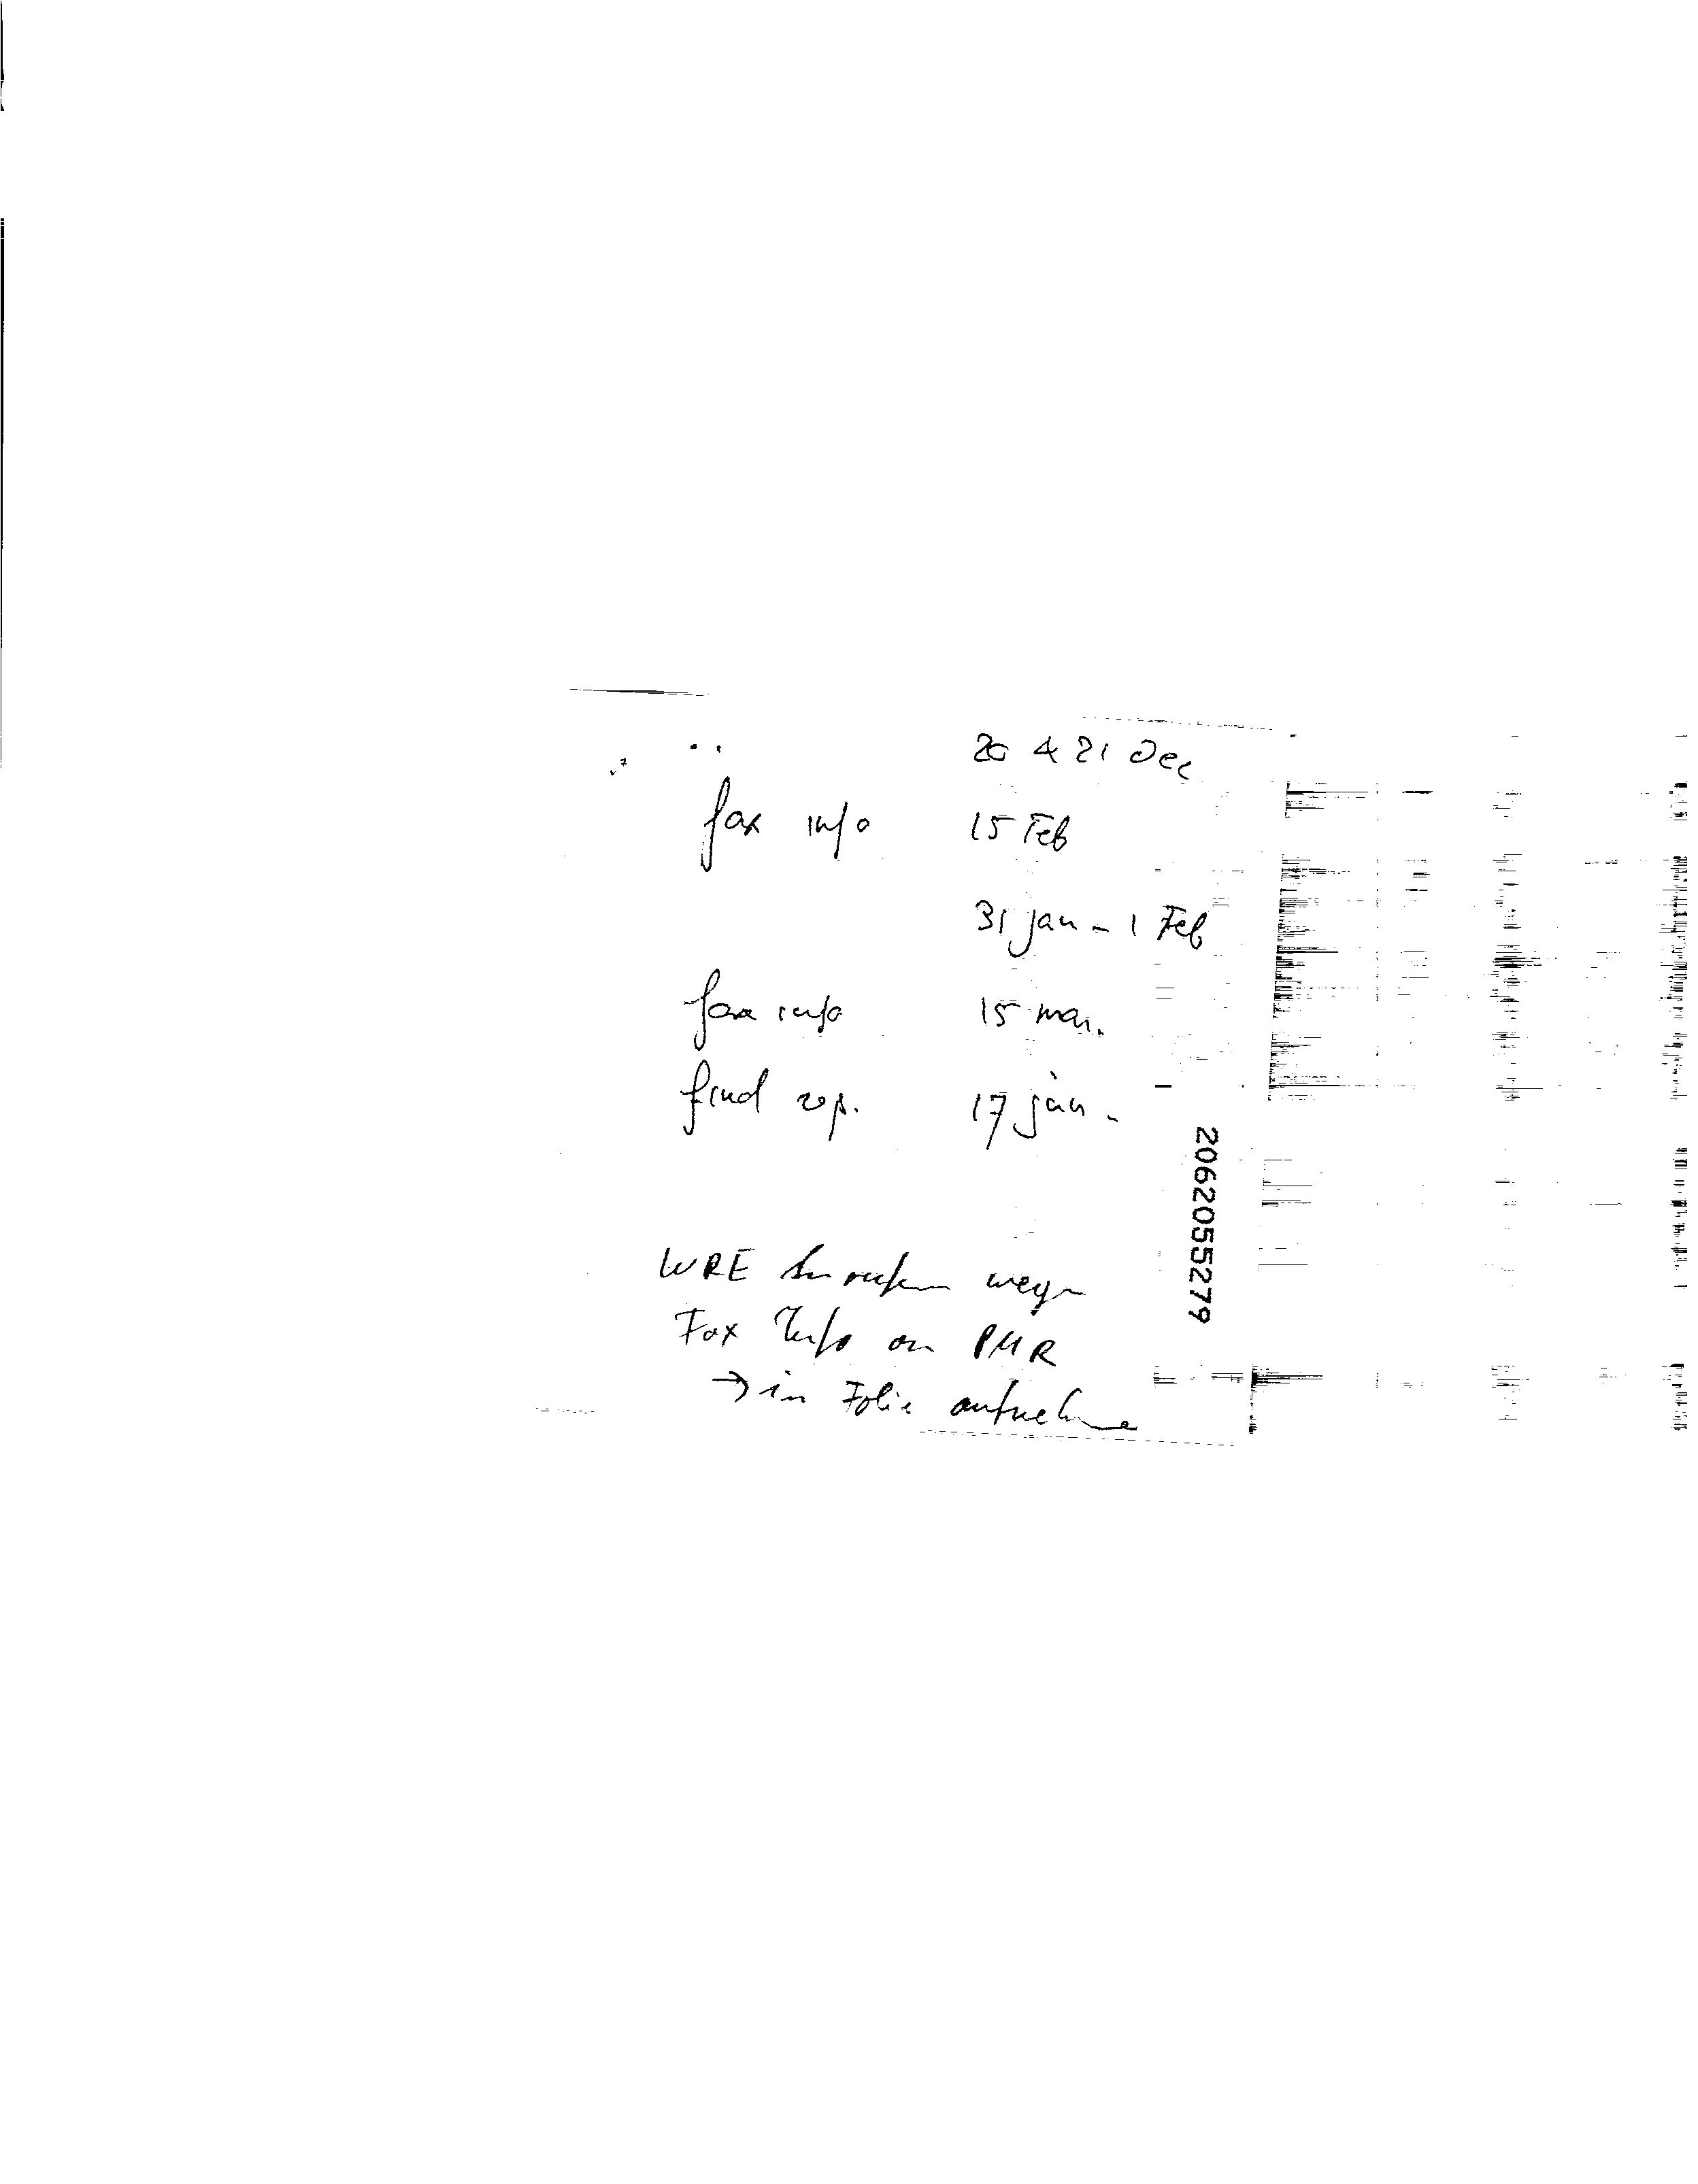 20 & 21 Dec
fax info 15 Feb
31 jan - 1 Feb
fax info 15 mar.
final rep. 17 jan.
2062055279
WRE anrufen wegen
Fax Info an PMR
→ in Folie aufnehmen